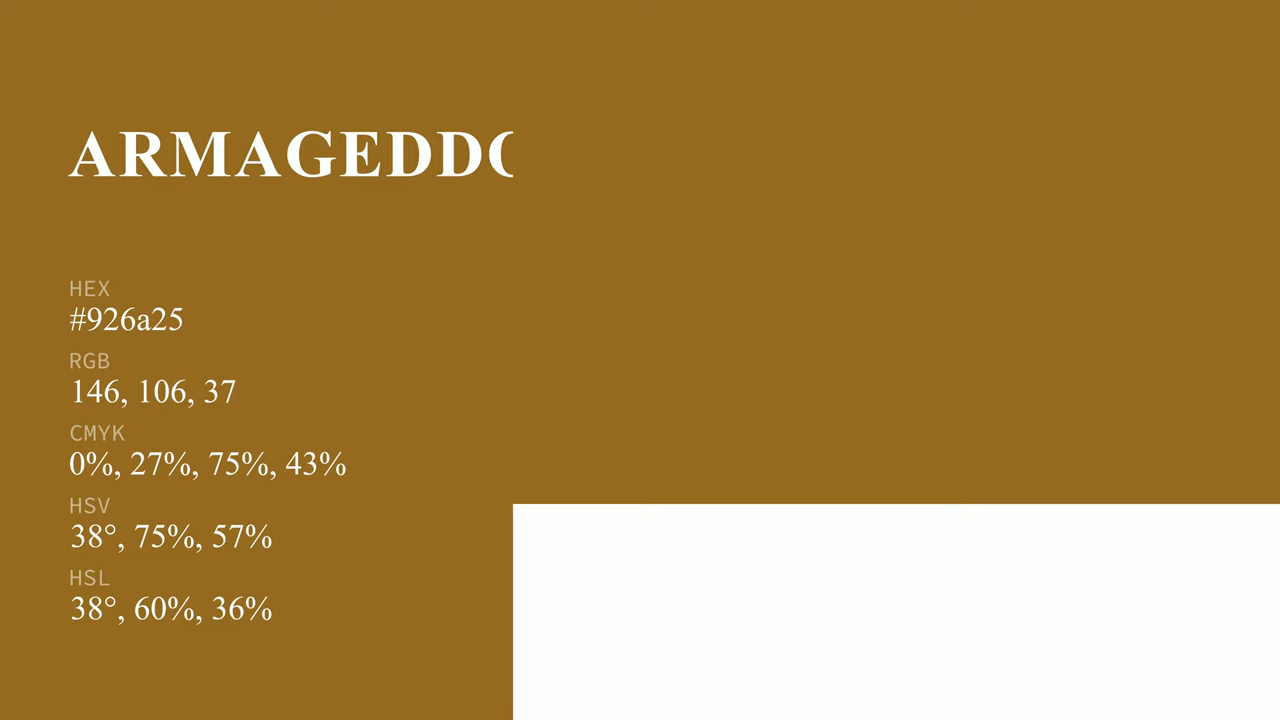 ARMAGEDDO
HEX
#926a25
RGB
146, 106, 37
CMYK
0%, 27%, 75%, 43%
HSV
38°, 75%, 57%
HSL
38°, 60%, 36%